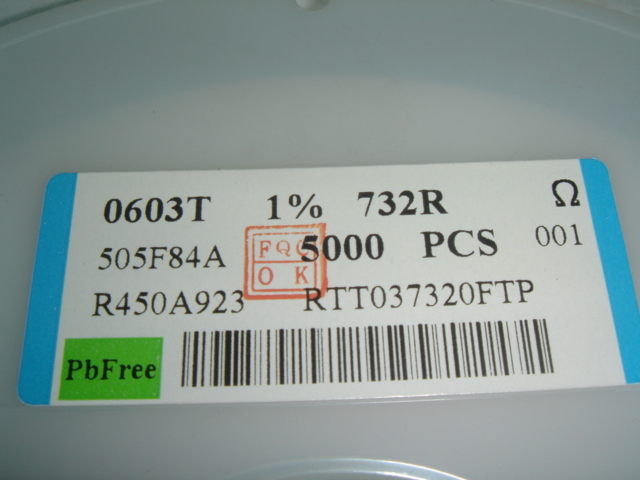 0603T 1% 732R Ω
505F84A 5000 PCS 001
FQC
OK
R450A923 RTT037320FTP
PbFree